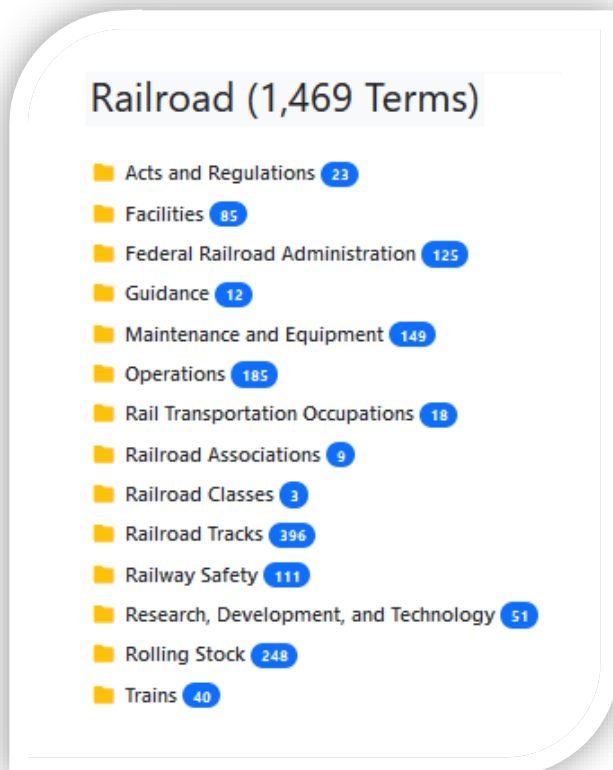 Railroad (1,469 Terms)
Acts and Regulations 23
Facilities 85
Federal Railroad Administration 125
Guidance 12
Maintenance and Equipment 149
Operations 185
Rail Transportation Occupations 18
Railroad Associations 9
Railroad Classes 3
Railroad Tracks 396
Railway Safety 111
Research, Development, and Technology 51
Rolling Stock 248
Trains 40